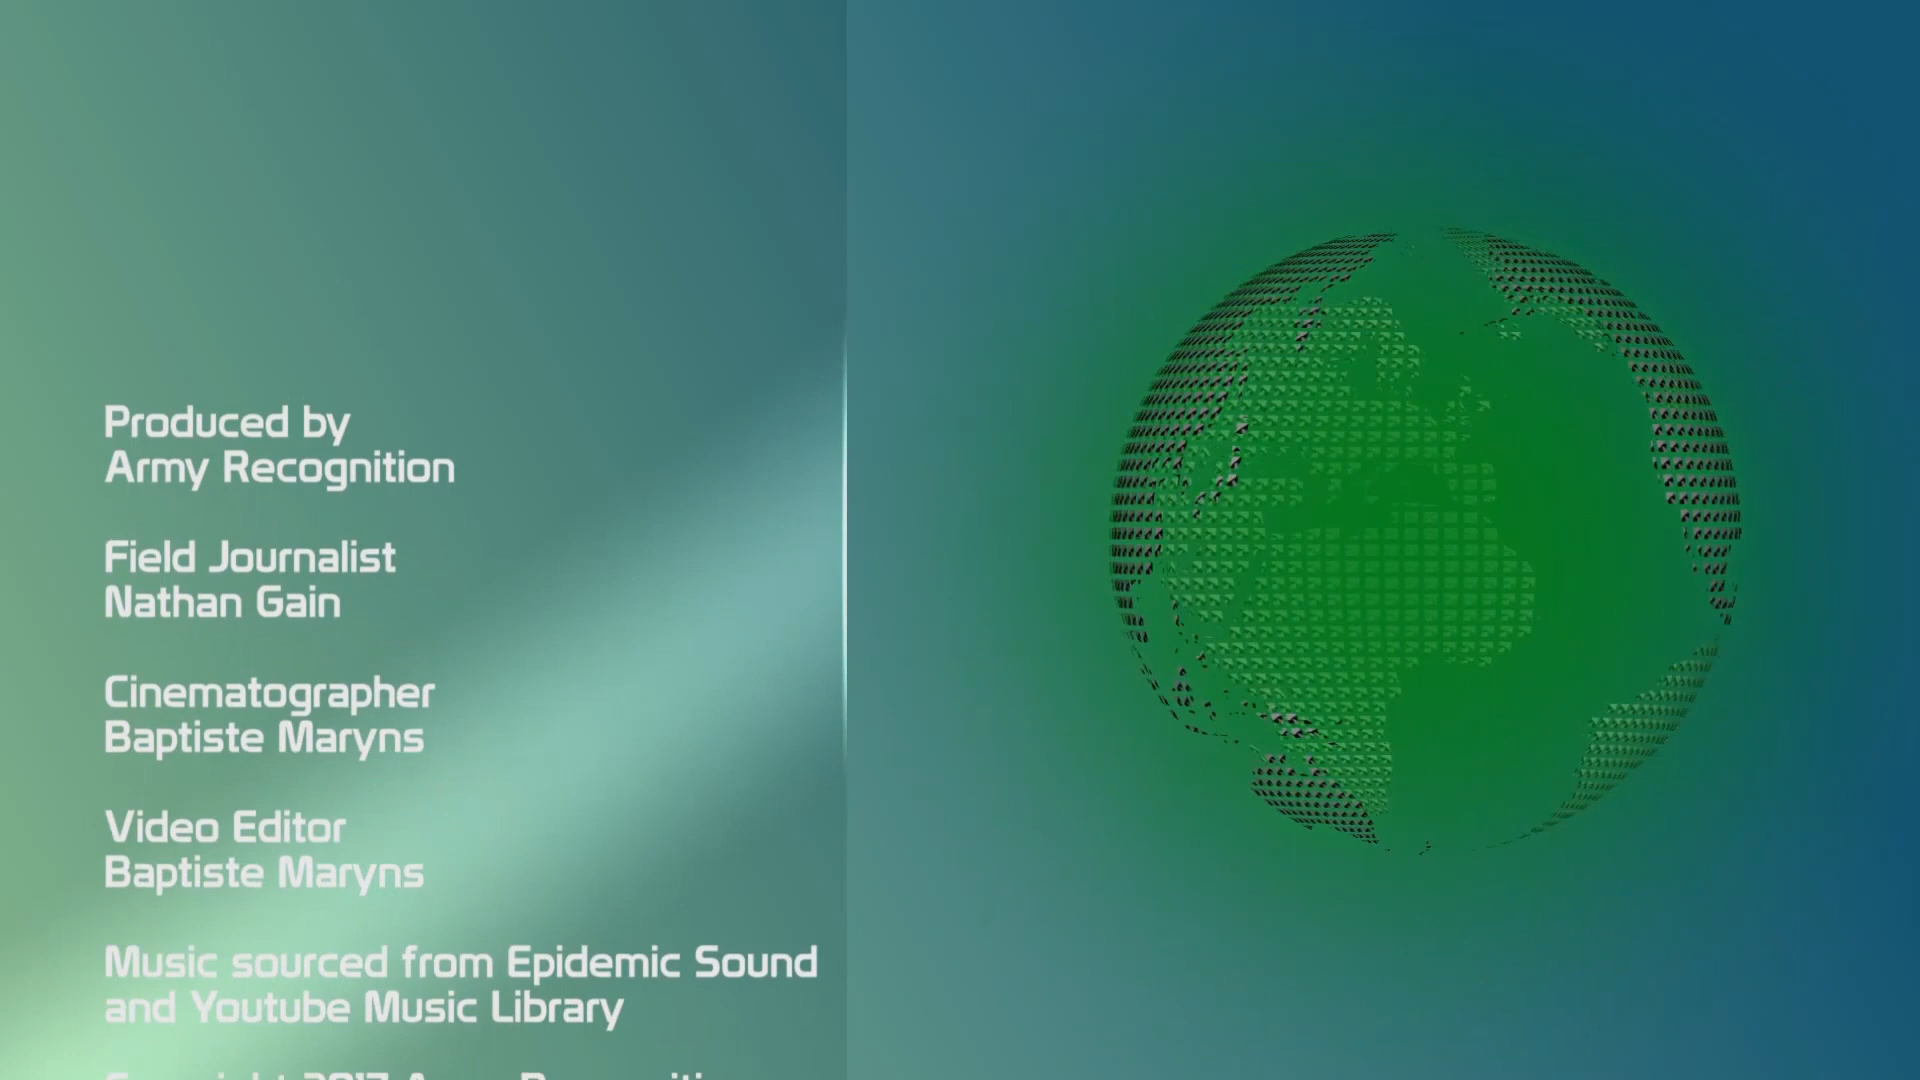 Produced by
Army Recognition
Field Journalist
Nathan Gain
Cinematographer
Baptiste Maryns
Video Editor
Baptiste Maryns
Music sourced from Epidemic Sound
and Youtube Music Library